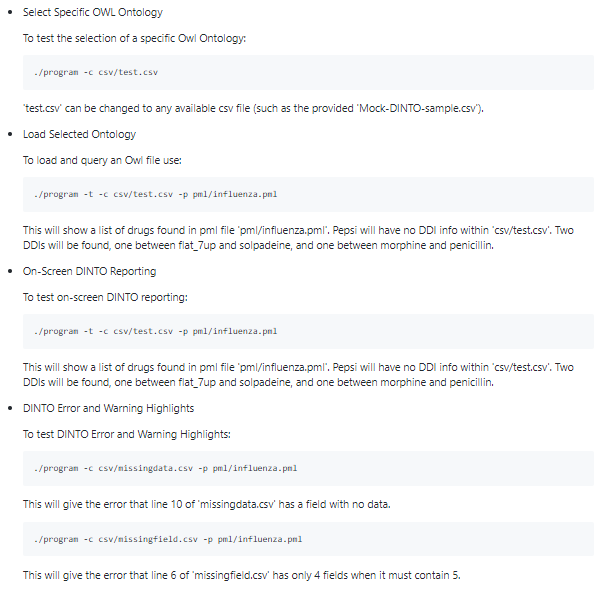 Select Specific OWL Ontology
To test the selection of a specific Owl Ontology:
./program -c csv/test.csv
'test.csv' can be changed to any available csv file (such as the provided 'Mock-DINTO-sample.csv').
Load Selected Ontology
To load and query an Owl file use:
./program -t -c csv/test.csv -p pml/influenza.pml
This will show a list of drugs found in pml file 'pml/influenza.pml'. Pepsi will have no DDI info within 'csv/test.csv'. Two
DDIs will be found, one between flat_7up and solpadeine, and one between morphine and penicillin.
On-Screen DINTO Reporting
To test on-screen DINTO reporting:
./program -t -c csv/test.csv -p pml/influenza.pml
This will show a list of drugs found in pml file 'pml/influenza.pml'. Pepsi will have no DDI info within 'csv/test.csv'. Two
DDIs will be found, one between flat_7up and solpadeine, and one between morphine and penicillin.
DINTO Error and Warning Highlights
To test DINTO Error and Warning Highlights:
./program -c csv/missingdata.csv -p pml/influenza.pml
This will give the error that line 10 of 'missingdata.csv' has a field with no data.
./program -c csv/missingfield.csv -p pml/influenza.pml
This will give the error that line 6 of 'missingfield.csv' has only 4 fields when it must contain 5.